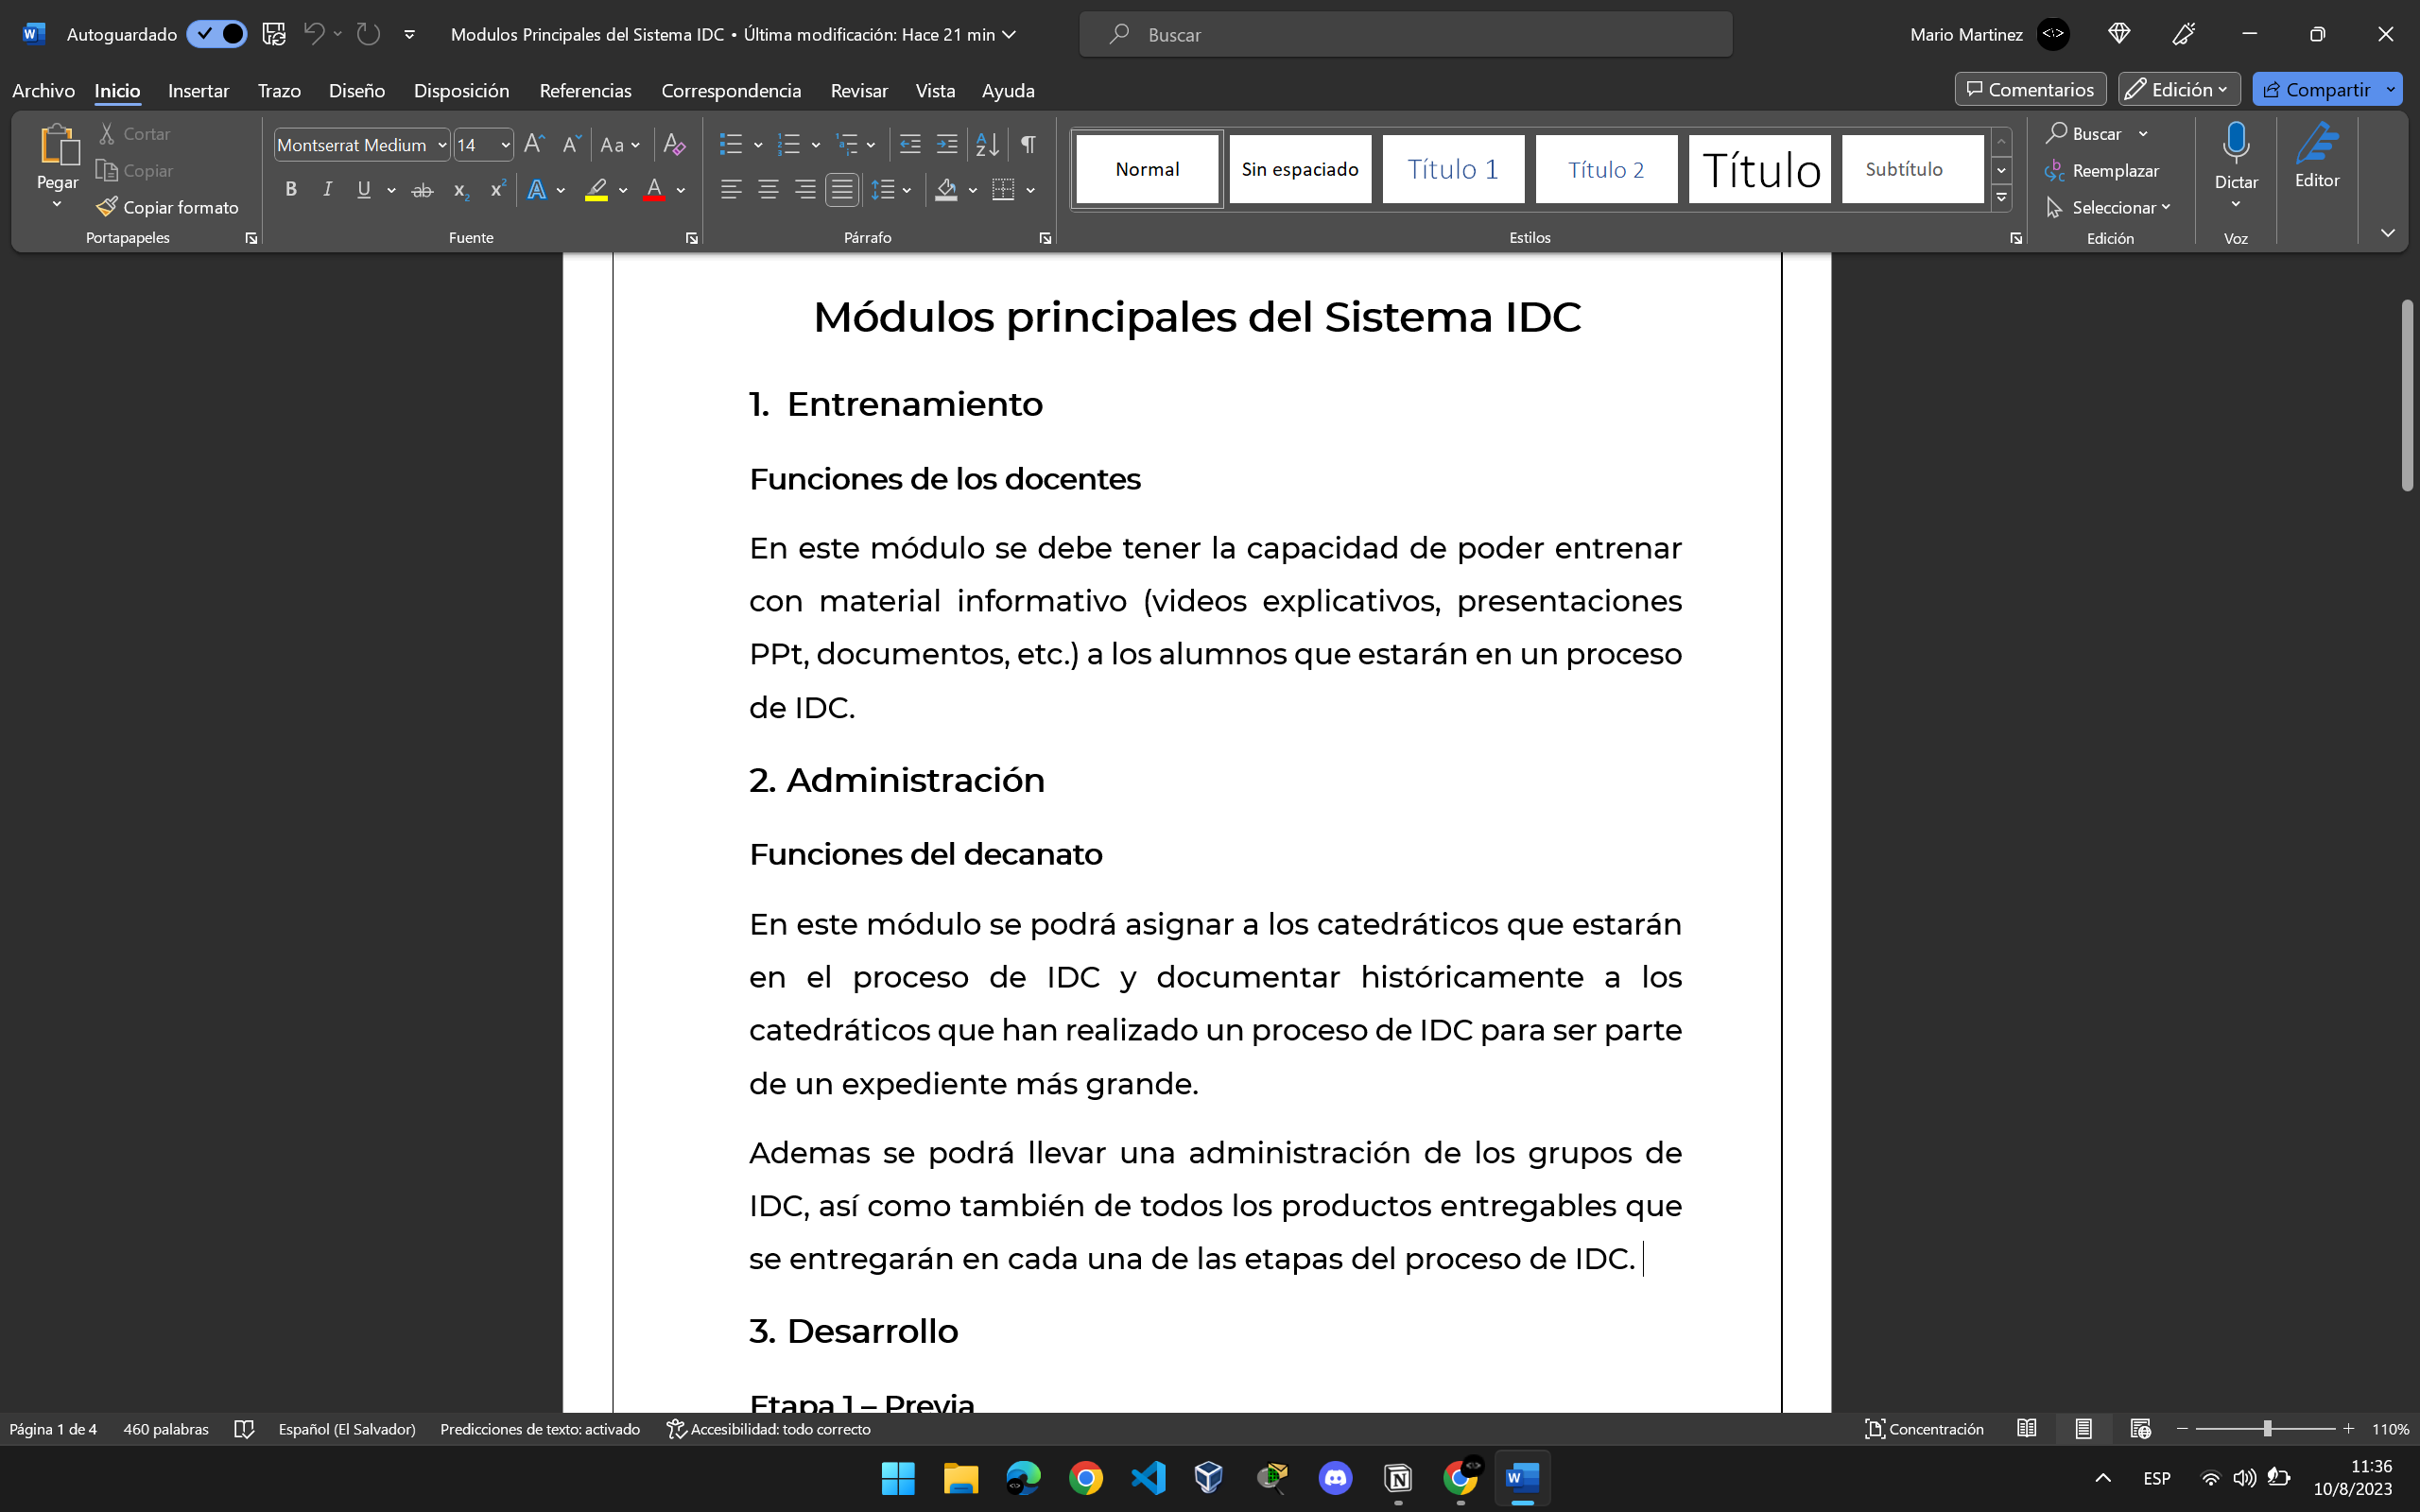 Autoguardado
Modulos Principales del Sistema IDC • Última modificación: Hace 21 min
Buscar
Mario Martinez
Archivo Inicio Insertar Trazo Diseño Disposición Referencias Correspondencia Revisar Vista Ayuda
Comentarios Edición Compartir
Pegar
Cortar
Copiar
Copiar formato
Portapapeles
Montserrat Medium 14
Fuente
Párrafo
Normal Sin espaciado Título 1 Título 2 Título Subtítulo
Estilos
Buscar
Reemplazar
Seleccionar
Edición
Dictar
Voz
Editor
Módulos principales del Sistema IDC
1. Entrenamiento
Funciones de los docentes
En este módulo se debe tener la capacidad de poder entrenar
con material informativo (videos explicativos, presentaciones
PPt, documentos, etc.) a los alumnos que estarán en un proceso
de IDC.
2. Administración
Funciones del decanato
En este módulo se podrá asignar a los catedráticos que estarán
en el proceso de IDC y documentar históricamente a los
catedráticos que han realizado un proceso de IDC para ser parte
de un expediente más grande.
Ademas se podrá llevar una administración de los grupos de
IDC, así como también de todos los productos entregables que
se entregarán en cada una de las etapas del proceso de IDC.
3. Desarrollo
Etapa 1 – Previa
Página 1 de 4 460 palabras Español (El Salvador) Predicciones de texto: activado Accesibilidad: todo correcto
Concentración 110%
ESP
11:36
10/8/2023